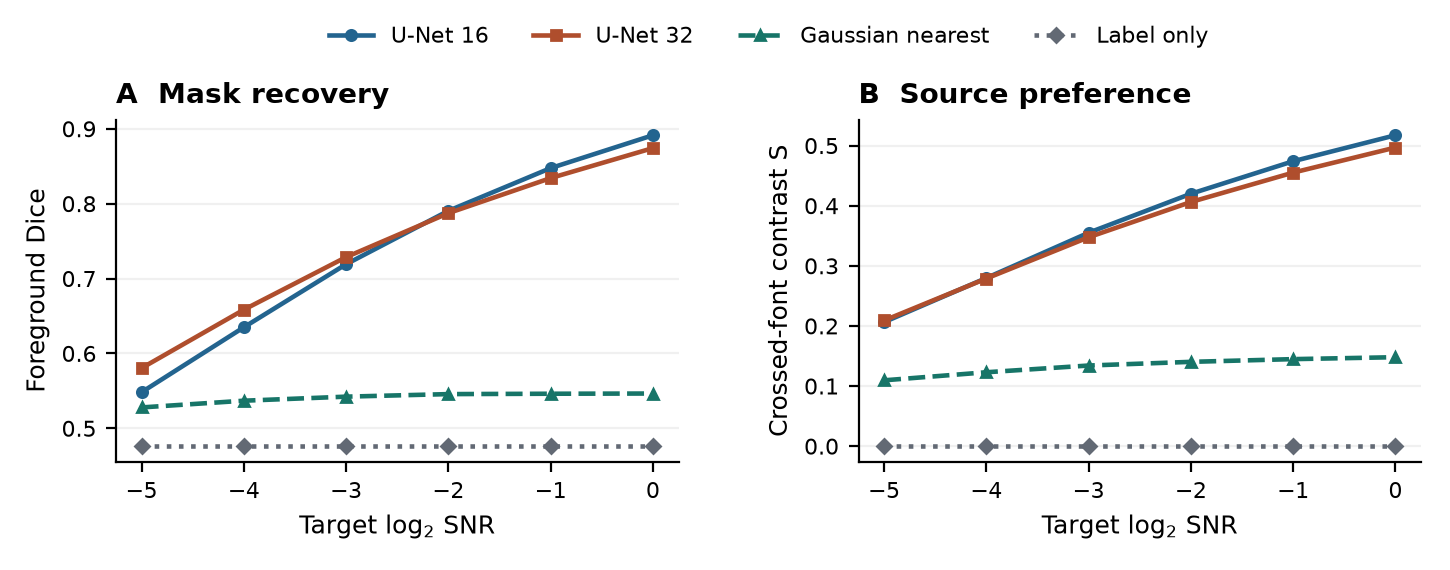 U-Net 16 U-Net 32 Gaussian nearest Label only
A Mask recovery
Foreground Dice
0.9
0.8
0.7
0.6
0.5
−5 −4 −3 −2 −1 0
Target log₂ SNR
B Source preference
Crossed-font contrast S
0.5
0.4
0.3
0.2
0.1
0.0
−5 −4 −3 −2 −1 0
Target log₂ SNR